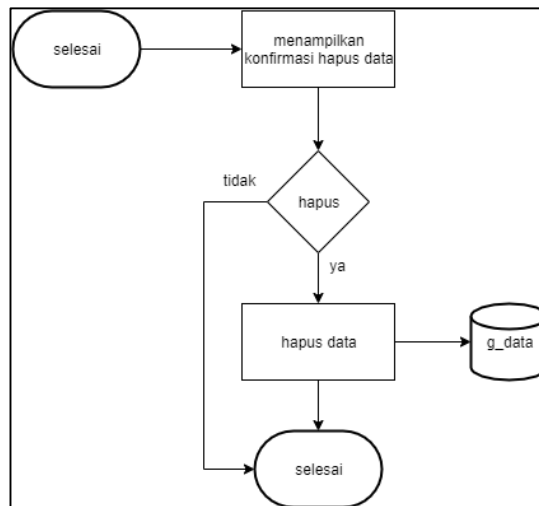 selesai
menampilkan
konfirmasi hapus data
tidak
hapus
ya
hapus data
g_data
selesai